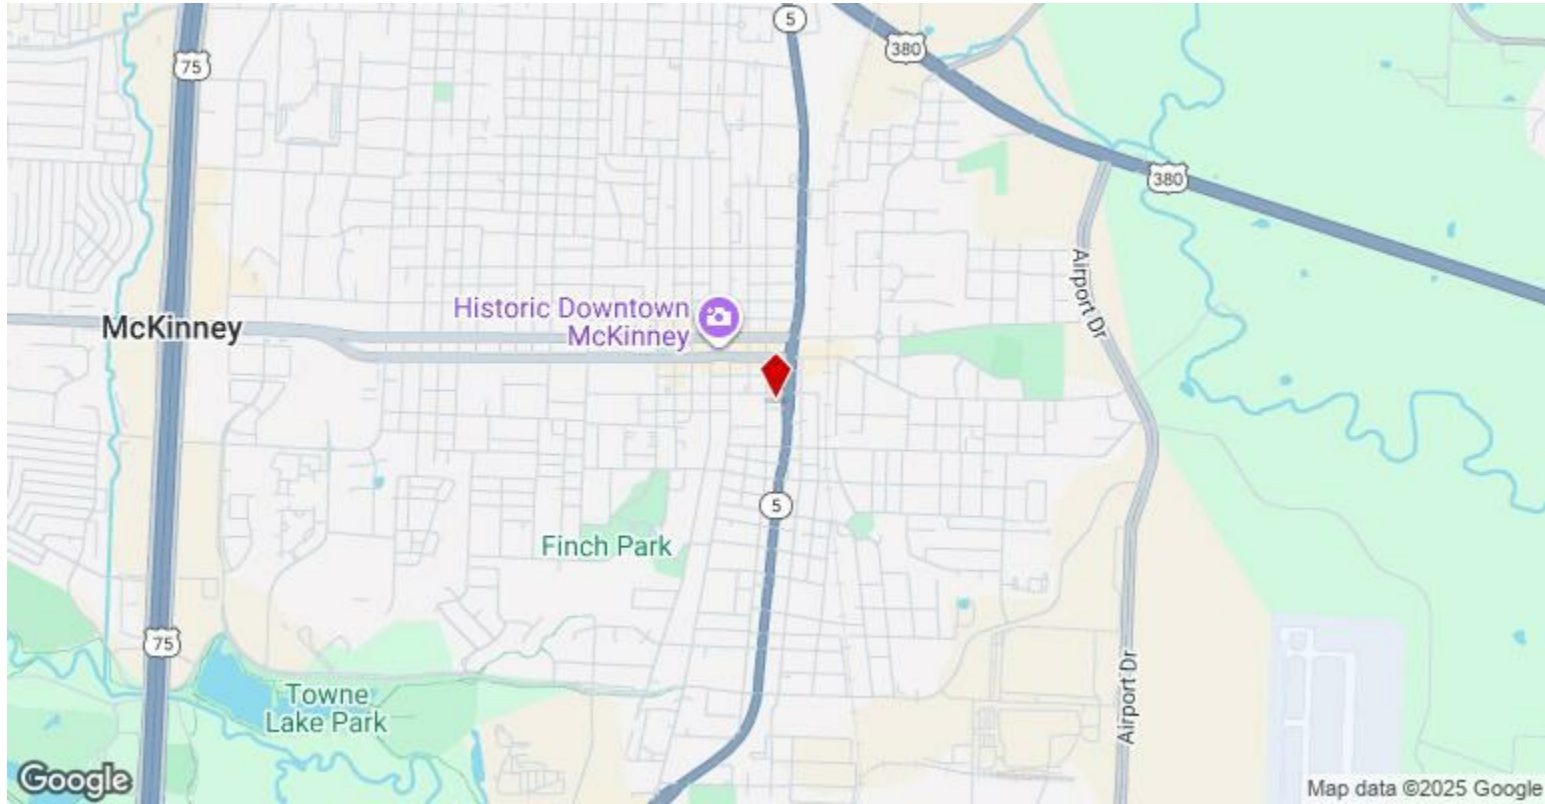 5
380
75
380
Airport Dr
Historic Downtown
McKinney
McKinney
5
Finch Park
75
Towne
Lake Park
Airport Dr
Google
Map data ©2025 Google